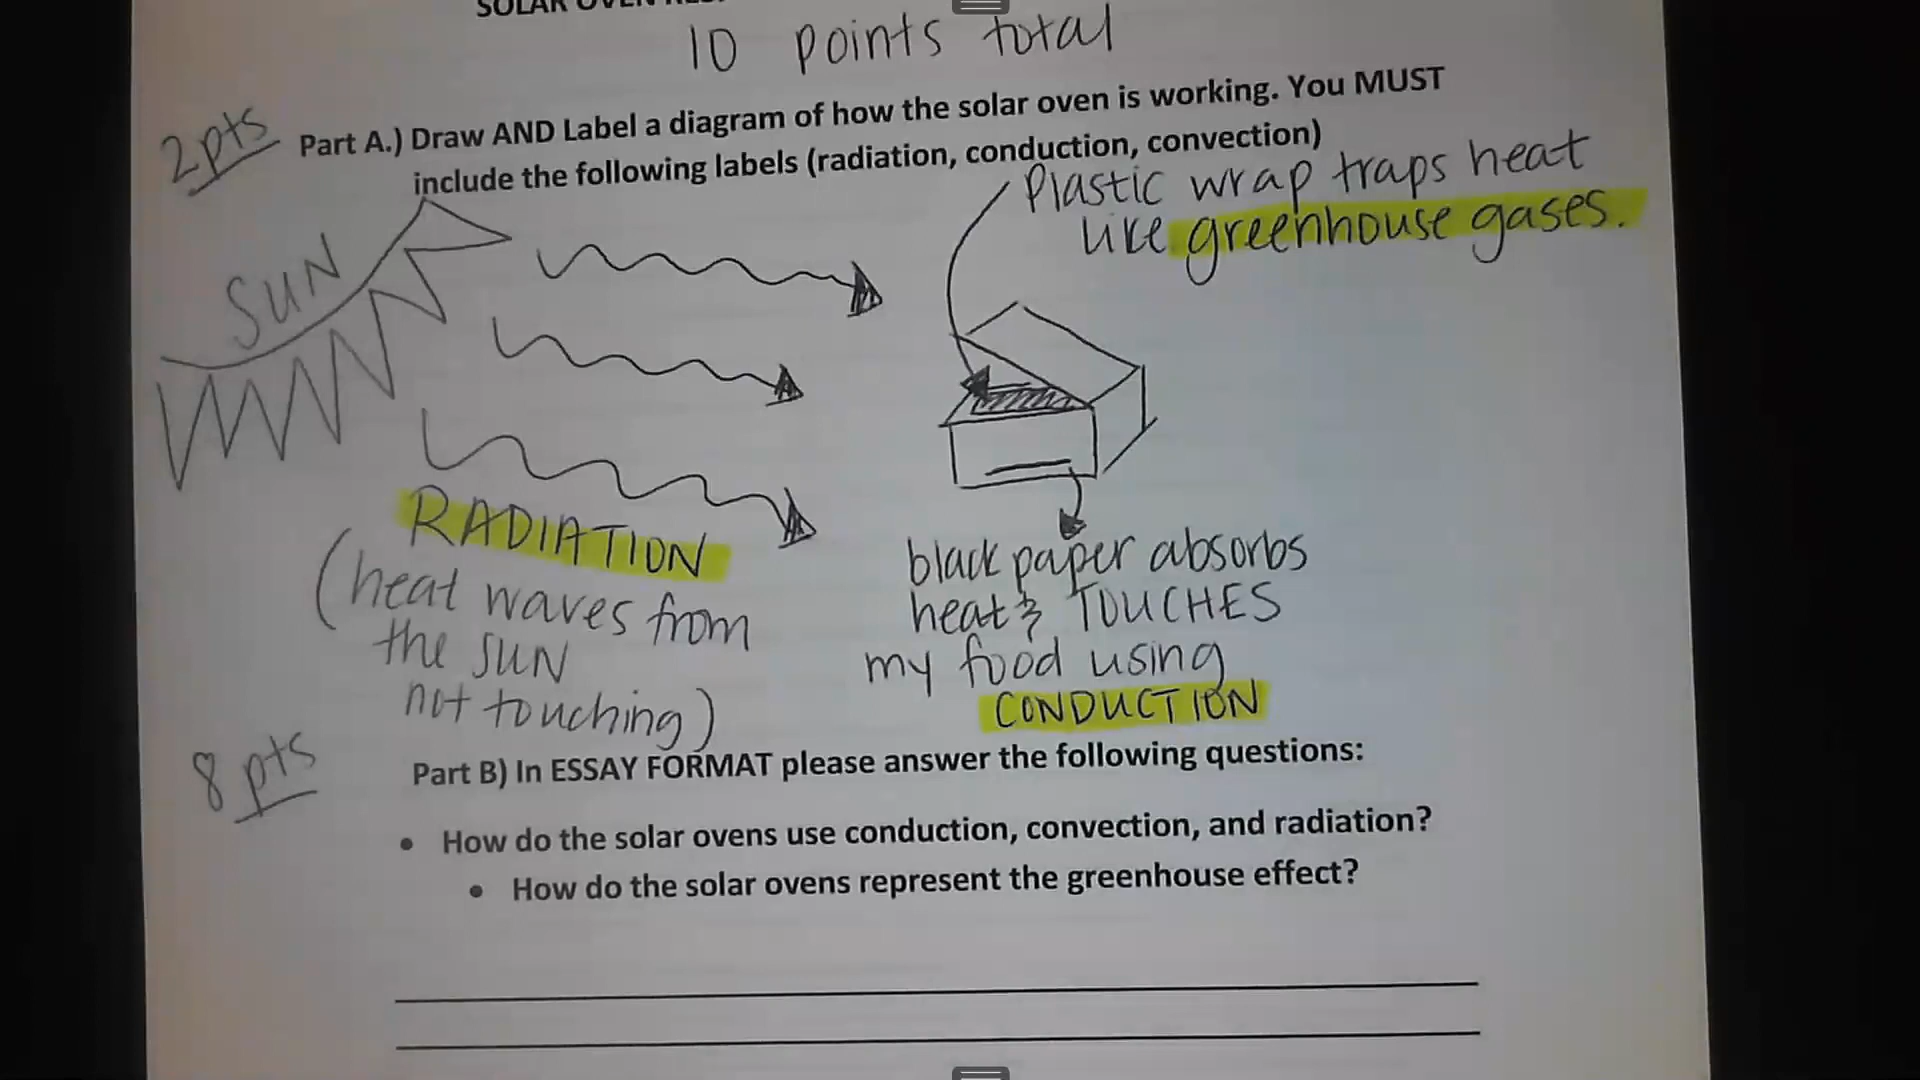 SOLAR OVEN
10 points total
2pts
Part A.) Draw AND Label a diagram of how the solar oven is working. You MUST
include the following labels (radiation, conduction, convection)
Plastic wrap traps heat
like greenhouse gases.
SUN
RADIATION
(heat waves from
the SUN
not touching)
black paper absorbs
heat & TOUCHES
my food using
CONDUCTION
8 pts
Part B) In ESSAY FORMAT please answer the following questions:
• How do the solar ovens use conduction, convection, and radiation?
• How do the solar ovens represent the greenhouse effect?